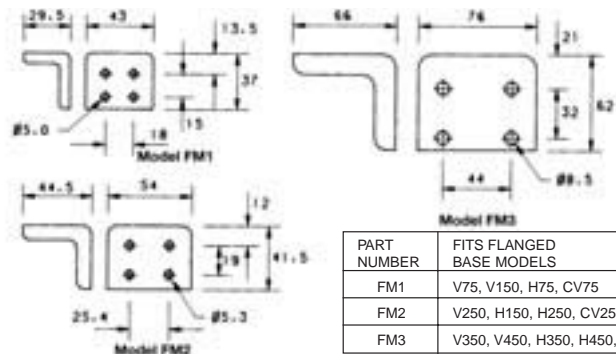 29.5
43
13.5
37
15
18
Ø5.0
Model FM1
66
76
21
62
32
44
Ø8.5
Model FM3
44.5
54
12
41.5
19
25.4
Ø5.3
Model FM2
PART NUMBER
FITS FLANGED BASE MODELS
FM1 V75, V150, H75, CV75
FM2 V250, H150, H250, CV25
FM3 V350, V450, H350, H450,